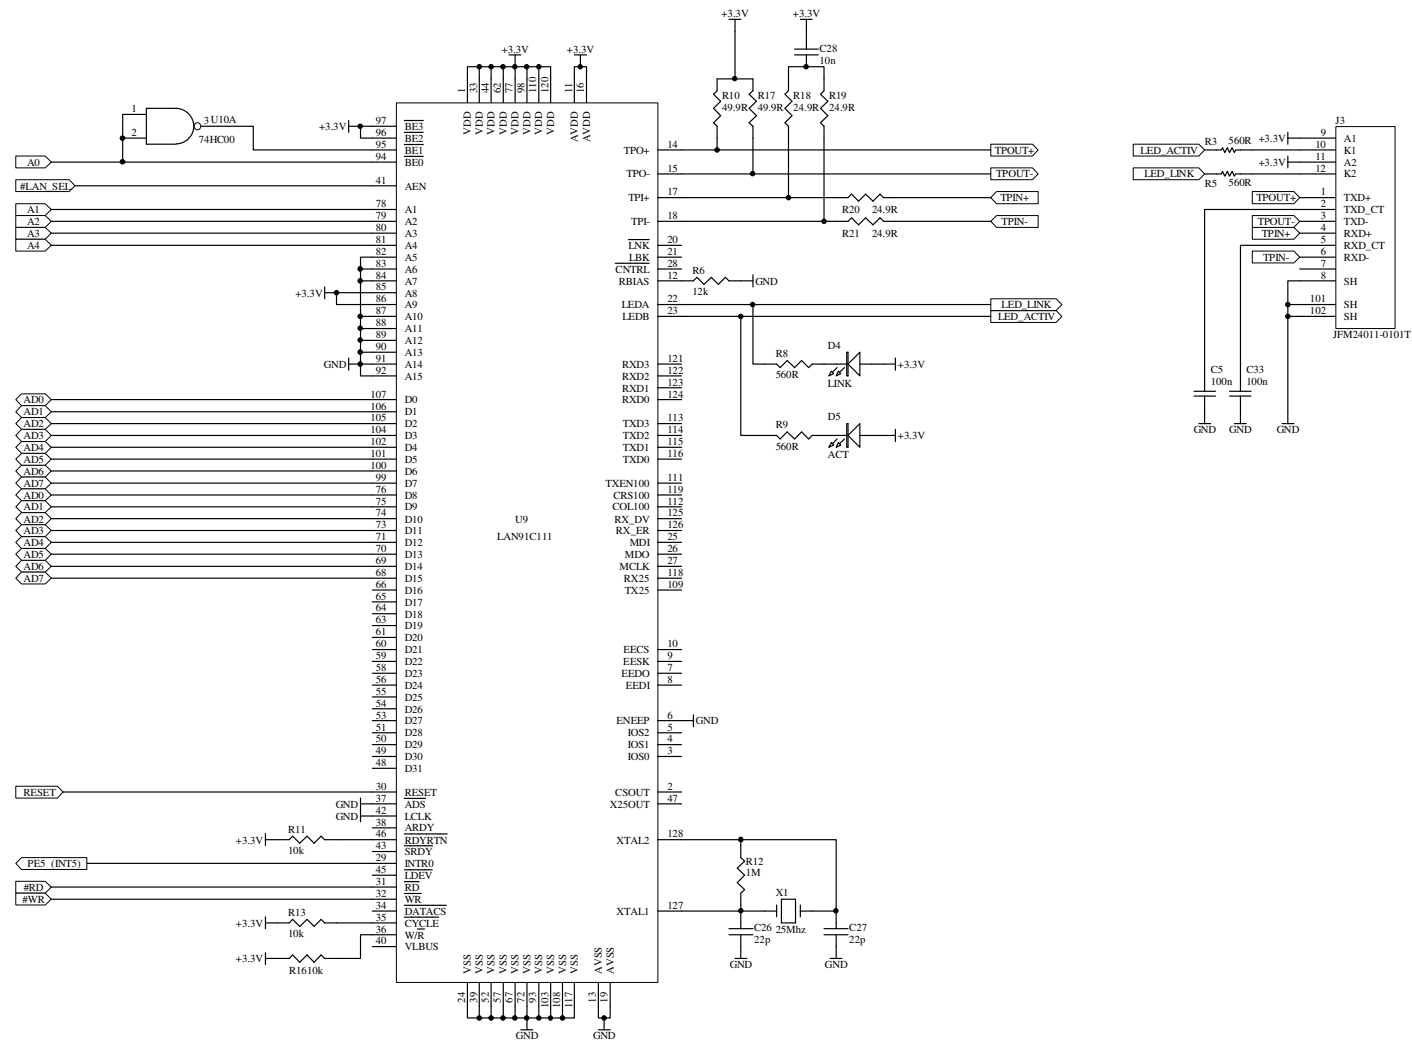 +3.3V +3.3V
C28
10n
+3.3V +3.3V
1 33 44 62 77 98 110 120 11 16
VDD VDD VDD VDD VDD VDD VDD VDD AVDD AVDD
R10 R17 R18 R19
49.9R 49.9R 24.9R 24.9R
1 2 3 U10A
74HC00
A0
+3.3V 97 BE3
96 BE2
95 BE1
94 BE0
#LAN_SEL 41 AEN
A1 78 A1
A2 79 A2
A3 80 A3
A4 81 A4
82 A5
83 A6
84 A7
+3.3V 85 A8
86 A9
87 A10
88 A11
89 A12
90 A13
GND 91 A14
92 A15
AD0 107 D0
AD1 106 D1
AD2 105 D2
AD3 104 D3
AD4 102 D4
AD5 101 D5
AD6 100 D6
AD7 99 D7
AD0 76 D8
AD1 75 D9
AD2 74 D10
AD3 73 D11
AD4 71 D12
AD5 70 D13
AD6 69 D14
AD7 68 D15
66 D16
65 D17
64 D18
63 D19
61 D20
60 D21
59 D22
58 D23
56 D24
55 D25
54 D26
53 D27
51 D28
50 D29
49 D30
48 D31
RESET 30 RESET
GND 37 ADS
GND 42 LCLK
38 ARDY
+3.3V R11 10k 46 RDYRTN
43 SRDY
PE5 (INT5) 29 INTR0
45 LDEV
#RD 31 RD
#WR 32 WR
34 DATACS
+3.3V R13 10k 35 CYCLE
36 W/R
40 VLBUS
+3.3V R1610k
U9
LAN91C111
TPO+ 14 TPOUT+
TPO- 15 TPOUT-
TPI+ 17 R20 24.9R TPIN+
TPI- 18 R21 24.9R TPIN-
LNK 20
LBK 21
CNTRL 28
RBIAS 12 R6 12k GND
LEDA 22 LED_LINK
LEDB 23 LED_ACTIV
R8 560R D4 LINK +3.3V
R9 560R D5 ACT +3.3V
RXD3 121
RXD2 122
RXD1 123
RXD0 124
TXD3 113
TXD2 114
TXD1 115
TXD0 116
TXEN100 111
CRS100 119
COL100 112
RX_DV 125
RX_ER 126
MDI 25
MDO 26
MCLK 27
RX25 118
TX25 109
EECS 10
EESK 9
EEDO 7
EEDI 8
ENEEP 6 GND
IOS2 5
IOS1 4
IOS0 3
CSOUT 2
X25OUT 47
XTAL2 128
R12
1M
XTAL1 127
X1
25Mhz
C26 22p
C27 22p
GND GND
VSS VSS VSS VSS VSS VSS VSS VSS VSS VSS AVSS AVSS
24 39 52 57 67 72 93 103 108 117 13 19
GND GND
J3
+3.3V 9 A1
LED_ACTIV R3 560R 10 K1
+3.3V 11 A2
LED_LINK R5 560R 12 K2
TPOUT+ 1 TXD+
2 TXD_CT
TPOUT- 3 TXD-
TPIN+ 4 RXD+
5 RXD_CT
TPIN- 6 RXD-
7
8 SH
101 SH
102 SH
JFM24011-0101T
C5 C33
100n 100n
GND GND GND